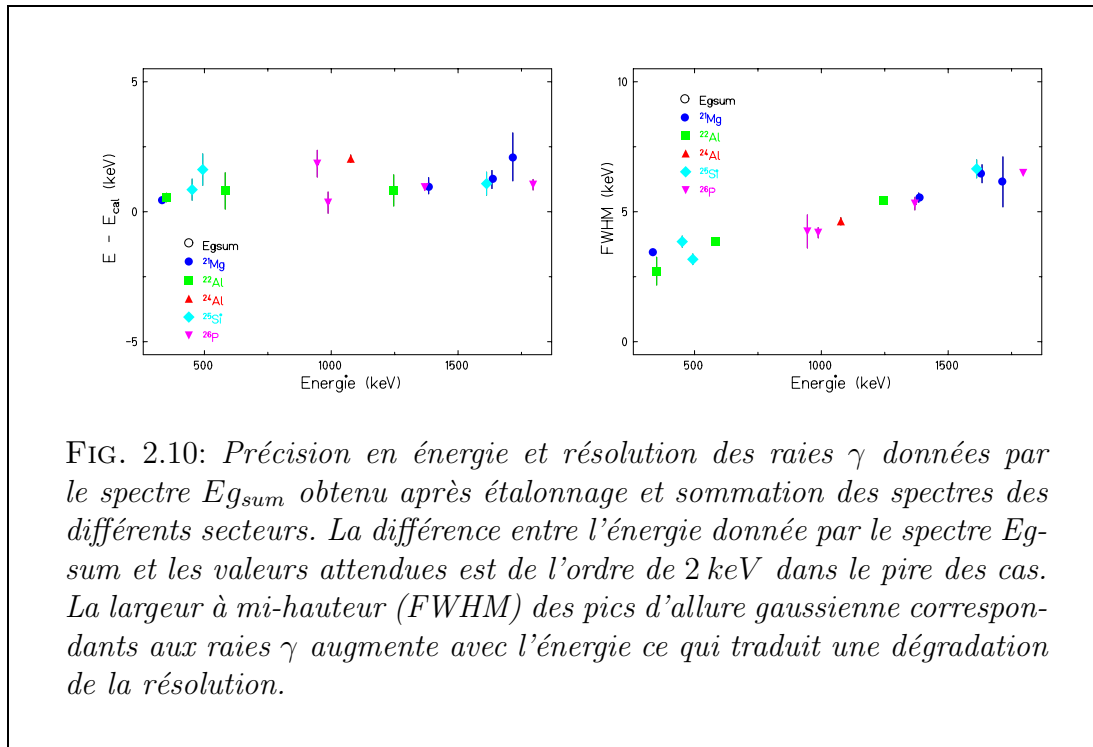 5
0
-5
E - Ecal (keV)
Egsum
²¹Mg
²²Al
²⁴Al
²⁵Si
²⁶P
500 1000 1500
Energie (keV)
10
5
0
FWHM (keV)
Egsum
²¹Mg
²²Al
²⁴Al
²⁵Si
²⁶P
500 1000 1500
Energie (keV)
FIG. 2.10: Précision en énergie et résolution des raies γ données par
le spectre Eg_sum obtenu après étalonnage et sommation des spectres des
différents secteurs. La différence entre l'énergie donnée par le spectre Eg-
sum et les valeurs attendues est de l'ordre de 2 keV dans le pire des cas.
La largeur à mi-hauteur (FWHM) des pics d'allure gaussienne correspon-
dants aux raies γ augmente avec l'énergie ce qui traduit une dégradation
de la résolution.